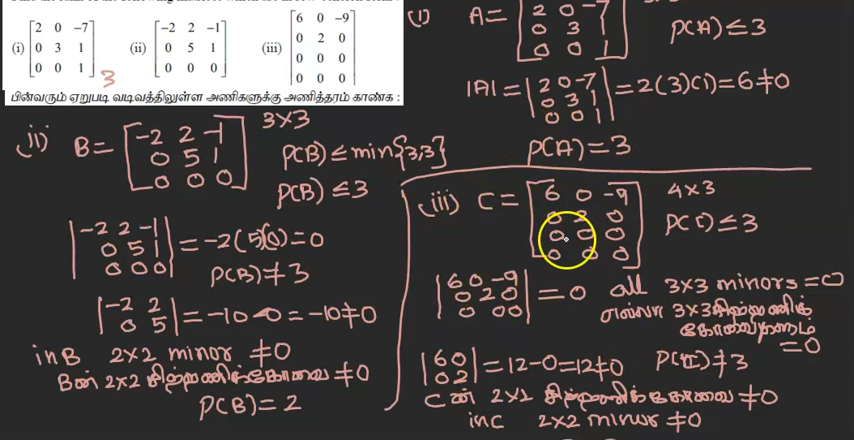 (i) [2 0 -7
0 3 1
0 0 1] 3
(ii) [-2 2 -1
0 5 1
0 0 0]
(iii) [6 0 -9
0 2 0
0 0 0
0 0 0]
பின்வரும் ஏறுபடி வடிவத்திலுள்ள அணிகளுக்கு அணித்தரம் காண்க :
(i) A = [2 0 -7
0 3 1
0 0 1]
ρ(A) ≤ 3
|A| = |2 0 -7
0 3 1
0 0 1| = 2(3)(1) = 6 ≠ 0
ρ(A) = 3
(ii) B = [-2 2 -1
0 5 1
0 0 0] 3×3
ρ(B) ≤ min{3,3}
ρ(B) ≤ 3
|-2 2 -1
0 5 1
0 0 0| = -2(5)(0) = 0
ρ(B) ≠ 3
|-2 2
0 5| = -10 - 0 = -10 ≠ 0
in B 2×2 minor ≠ 0
B ன் 2×2 சிற்றணிக்கோவை ≠ 0
ρ(B) = 2
(iii) C = [6 0 -9
0 2 0
0 0 0
0 0 0] 4×3
ρ(C) ≤ 3
|6 0 -9
0 2 0
0 0 0| = 0 all 3×3 minors = 0
எல்லா 3×3 சிற்றணிக்
கோவைகளும்
= 0
|6 0
0 2| = 12 - 0 = 12 ≠ 0 ρ(C) ≠ 3
C ன் 2×2 சிற்றணிக்கோவை ≠ 0
in C 2×2 minor ≠ 0